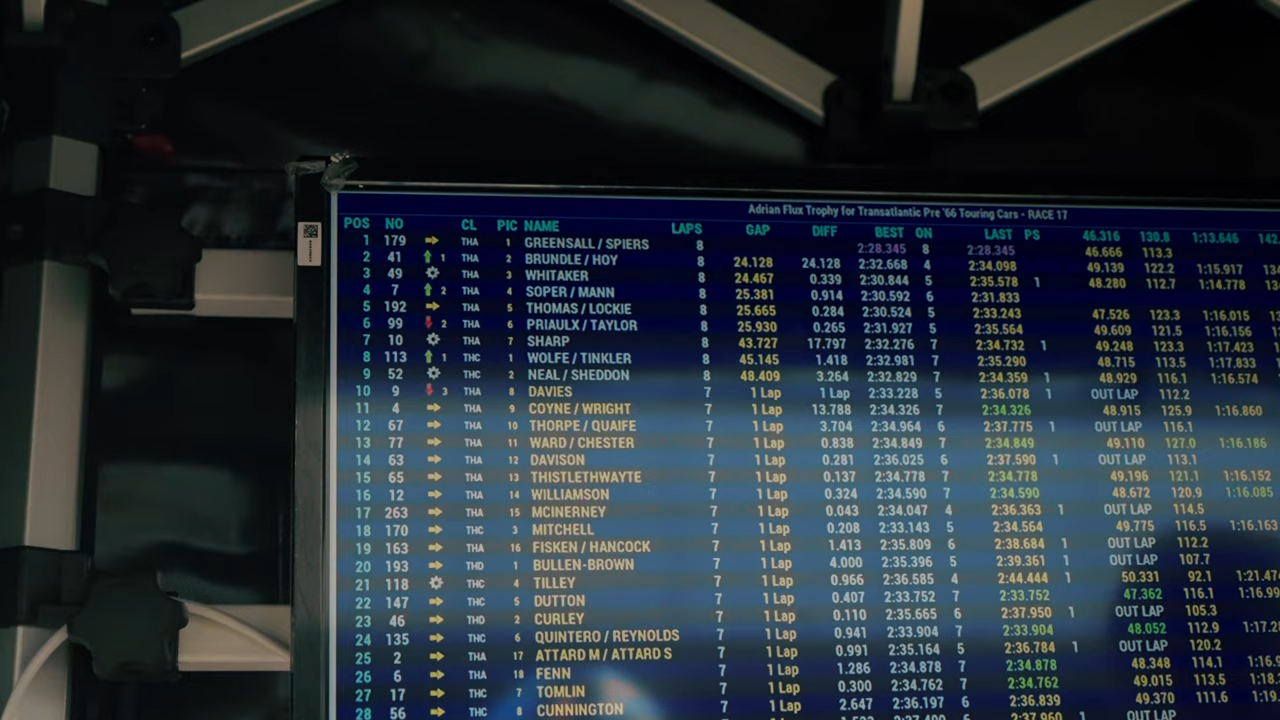 Adrian Flux Trophy for Transatlantic Pre '66 Touring Cars - RACE 17
POS NO CL PIC NAME LAPS GAP DIFF BEST ON LAST PS 46.316 130.8 1:13.646 142
1 179 THA 1 GREENSALL / SPIERS 8 2:28.345 8 2:28.345 46.666 113.3
2 41 1 THA 2 BRUNDLE / HOY 8 24.128 24.128 2:32.668 4 2:34.098 49.139 122.2 1:15.917
3 49 THA 3 WHITAKER 8 24.467 0.339 2:30.844 5 2:35.578 1 48.280 112.7 1:14.778
4 7 2 THA 4 SOPER / MANN 8 25.381 0.914 2:30.592 6 2:31.833
5 192 THA 5 THOMAS / LOCKIE 8 25.665 0.284 2:30.524 5 2:33.243 47.526 123.3 1:16.015
6 99 2 THA 6 PRIAULX / TAYLOR 8 25.930 0.265 2:31.927 5 2:35.564 49.609 121.5 1:16.156
7 10 THA 7 SHARP 8 43.727 17.797 2:32.276 7 2:34.732 1 49.248 123.3 1:17.423
8 113 1 THC 1 WOLFE / TINKLER 8 45.145 1.418 2:32.981 7 2:35.290 48.715 113.5 1:17.833
9 52 THC 2 NEAL / SHEDDON 8 48.409 3.264 2:32.829 7 2:34.359 1 48.929 116.1 1:16.574
10 9 3 THA 8 DAVIES 7 1 Lap 1 Lap 2:33.228 5 2:36.078 1 OUT LAP 112.2
11 4 THA 9 COYNE / WRIGHT 7 1 Lap 13.788 2:34.326 7 2:34.326 48.915 125.9 1:16.860
12 67 THA 10 THORPE / QUAIFE 7 1 Lap 3.704 2:34.964 6 2:37.775 1 OUT LAP 116.1
13 77 THA 11 WARD / CHESTER 7 1 Lap 0.838 2:34.849 7 2:34.849 49.110 127.0 1:16.186
14 63 THA 12 DAVISON 7 1 Lap 0.281 2:36.025 6 2:37.590 1 OUT LAP 113.1
15 65 THA 13 THISTLETHWAYTE 7 1 Lap 0.137 2:34.778 7 2:34.778 49.196 121.1 1:16.152
16 12 THA 14 WILLIAMSON 7 1 Lap 0.324 2:34.590 7 2:34.590 48.672 120.9 1:16.085
17 263 THA 15 MCINERNEY 7 1 Lap 0.043 2:34.047 4 2:36.363 1 OUT LAP 114.5
18 170 THC 3 MITCHELL 7 1 Lap 0.208 2:33.143 5 2:34.564 49.775 116.5 1:16.163
19 163 THA 16 FISKEN / HANCOCK 7 1 Lap 1.413 2:35.809 6 2:38.684 1 OUT LAP 112.2
20 193 THD 1 BULLEN-BROWN 7 1 Lap 4.000 2:35.396 5 2:39.361 1 OUT LAP 107.7
21 118 THC 4 TILLEY 7 1 Lap 0.966 2:36.585 4 2:44.444 1 50.331 92.1 1:21.474
22 147 THC 5 DUTTON 7 1 Lap 0.407 2:33.752 7 2:33.752 47.362 116.1 1:16.99
23 46 THD 2 CURLEY 7 1 Lap 0.110 2:35.665 6 2:37.950 1 OUT LAP 105.3
24 135 THC 6 QUINTERO / REYNOLDS 7 1 Lap 0.941 2:33.904 7 2:33.904 48.052 112.9 1:17.2
25 2 THA 17 ATTARD M / ATTARD S 7 1 Lap 0.991 2:35.164 5 2:36.784 1 OUT LAP 120.2
26 6 THA 18 FENN 7 1 Lap 1.286 2:34.878 7 2:34.878 48.348 114.1 1:16.9
27 17 THC 7 TOMLIN 7 1 Lap 0.300 2:34.762 7 2:34.762 49.015 113.5 1:18.
28 56 THC 8 CUNNINGTON 7 1 Lap 2.647 2:36.197 6 2:36.839 49.370 111.6 1:19.
2:37.960 1 OUT LAP